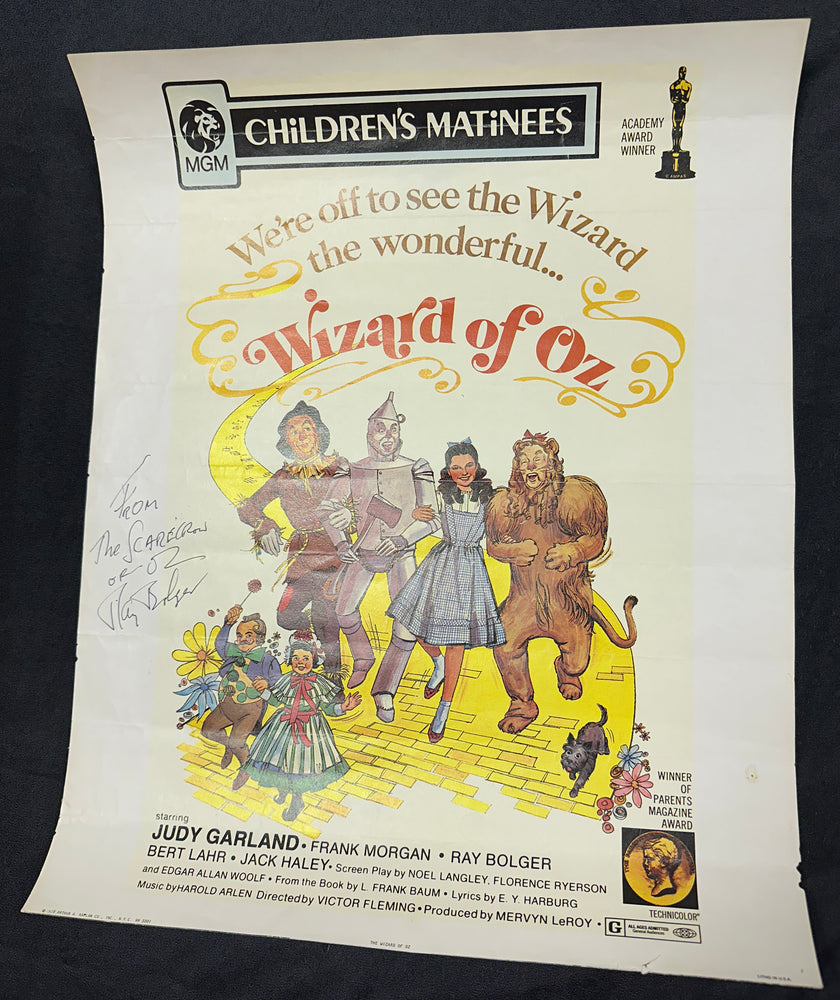 MGM
CHiLDREN'S MATiNEES
ACADEMY
AWARD
WINNER
We're off to see the Wizard
the wonderful...
Wizard of Oz
FROM
The SCARECROW
OF OZ
Ray Bolger
WINNER
OF
PARENTS
MAGAZINE
AWARD
starring
JUDY GARLAND • FRANK MORGAN • RAY BOLGER
BERT LAHR • JACK HALEY • Screen Play by NOEL LANGLEY, FLORENCE RYERSON
and EDGAR ALLAN WOOLF • From the Book by L. FRANK BAUM • Lyrics by E. Y. HARBURG
Music by HAROLD ARLEN Directed by VICTOR FLEMING • Produced by MERVYN LeROY •
TECHNICOLOR®
G ALL AGES ADMITTED
General Audiences
THE WIZARD OF OZ
LITHO IN U.S.A.